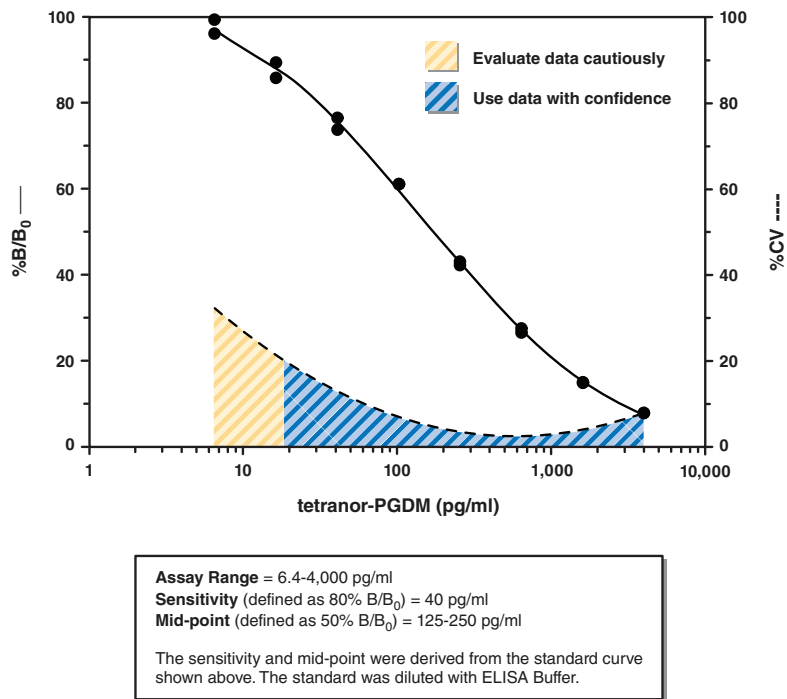 100
80
60
40
20
0
%B/B0 ___
Evaluate data cautiously
Use data with confidence
100
80
60
40
20
0
%CV ----
1
10
100
1,000
10,000
tetranor-PGDM (pg/ml)
Assay Range = 6.4-4,000 pg/ml
Sensitivity (defined as 80% B/B0) = 40 pg/ml
Mid-point (defined as 50% B/B0) = 125-250 pg/ml
The sensitivity and mid-point were derived from the standard curve
shown above. The standard was diluted with ELISA Buffer.